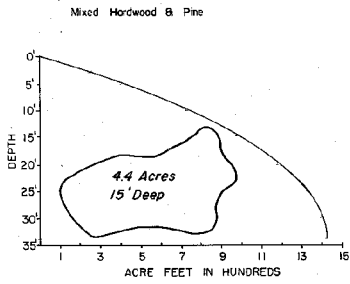 Mixed Hardwood & Pine
0'
5'
10'
15'
20'
25'
30'
35'
DEPTH
4.4 Acres
15' Deep
1 3 5 7 9 11 13 15
ACRE FEET IN HUNDREDS